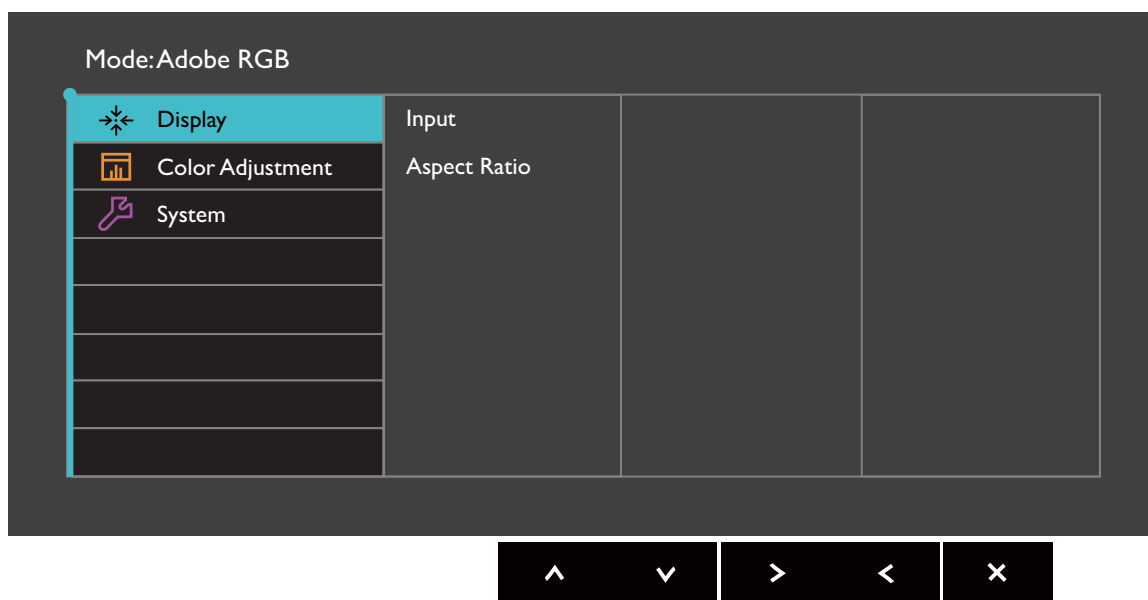 Mode: Adobe RGB
Display
Input
Color Adjustment
Aspect Ratio
System